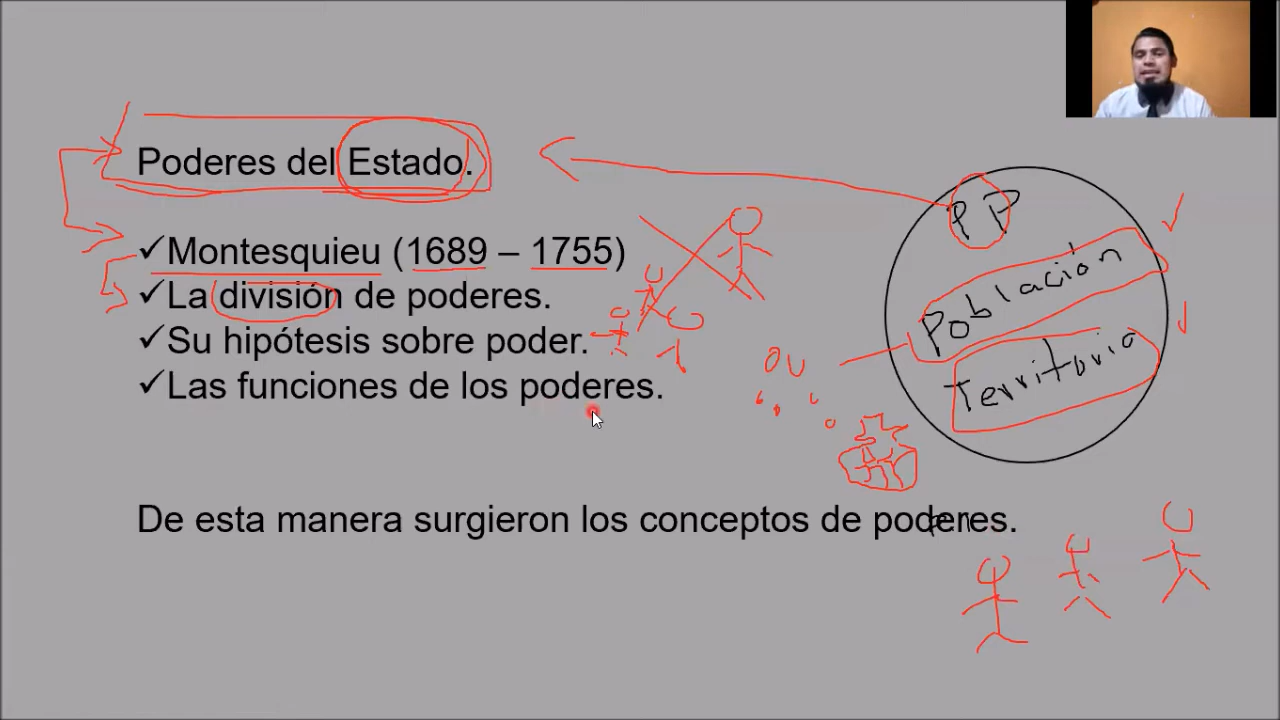 Poderes del Estado.
PP
✓Montesquieu (1689 – 1755)
Población
✓La división de poderes.
✓Su hipótesis sobre poder.
Territorio
✓Las funciones de los poderes.
De esta manera surgieron los conceptos de poderes.